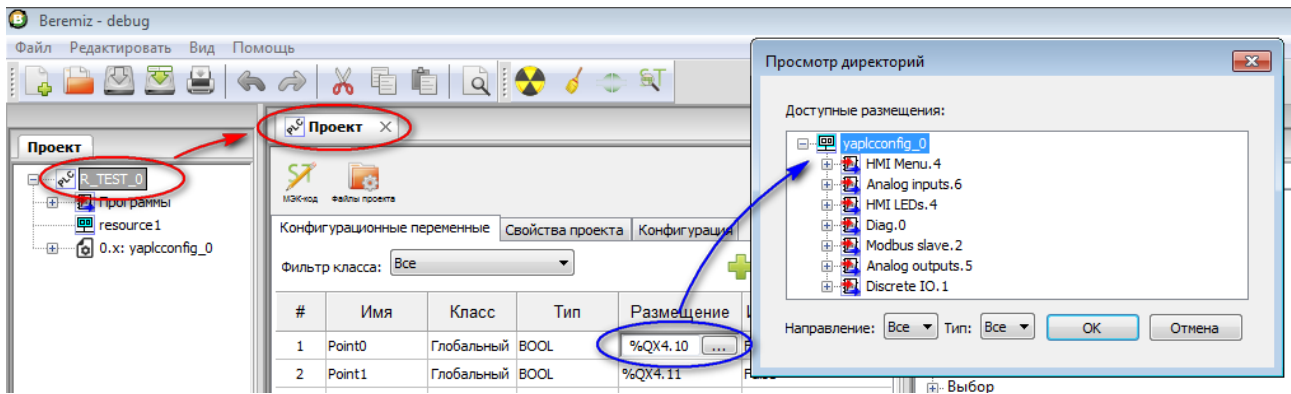 Beremiz - debug
Файл Редактировать Вид Помощь
Проект
R_TEST_0
Программы
resource1
0.x: yaplcconfig_0
Проект
МЭК-код Файлы проекта
Конфигурационные переменные Свойства проекта Конфигурация
Фильтр класса: Все
# Имя Класс Тип Размещение
1 Point0 Глобальный BOOL %QX4.10 ...
2 Point1 Глобальный BOOL %QX4.11
Просмотр директорий
Доступные размещения:
yaplcconfig_0
HMI Menu.4
Analog inputs.6
HMI LEDs.4
Diag.0
Modbus slave.2
Analog outputs.5
Discrete IO.1
Направление: Все Тип: Все OK Отмена
Выбор